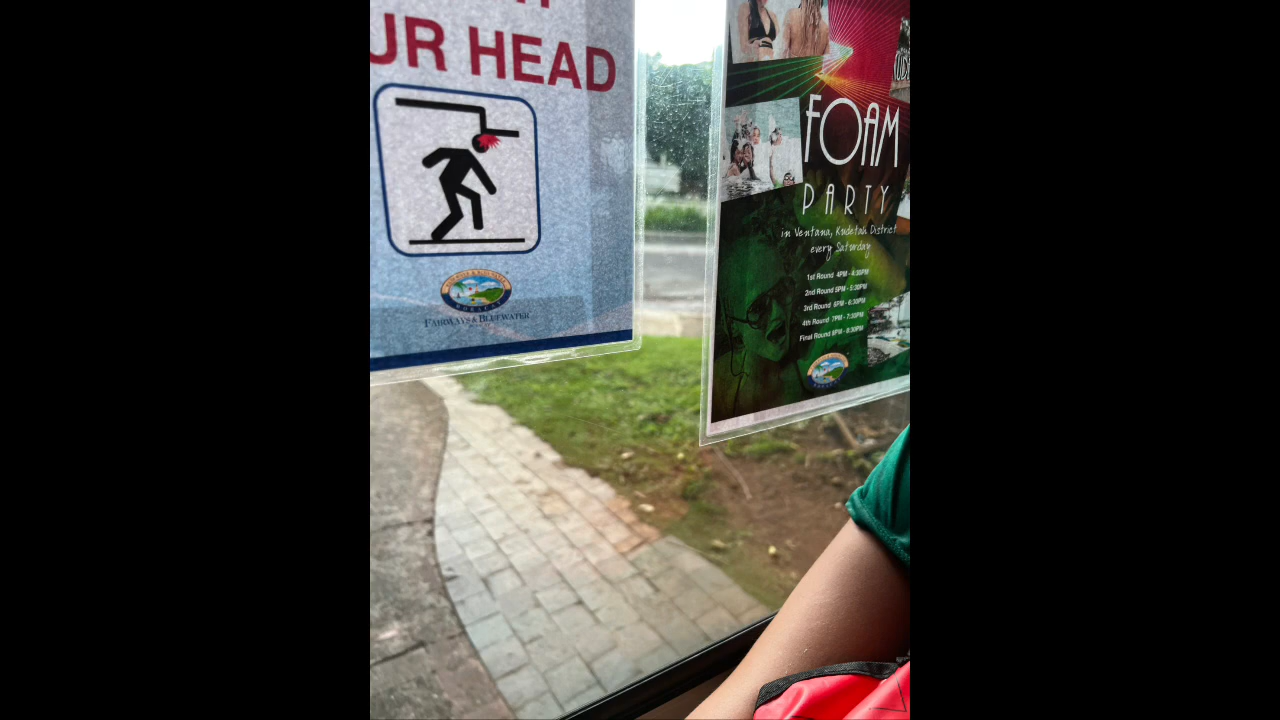 UR HEAD
BORACAY
FAIRWAYS & BLUEWATER
FOAM
PARTY
in Ventana, Kudetah District
every Saturday
1st Round 4PM - 4:30PM
2nd Round 5PM - 5:30PM
3rd Round 6PM - 6:30PM
4th Round 7PM - 7:30PM
Final Round 8PM - 8:30PM